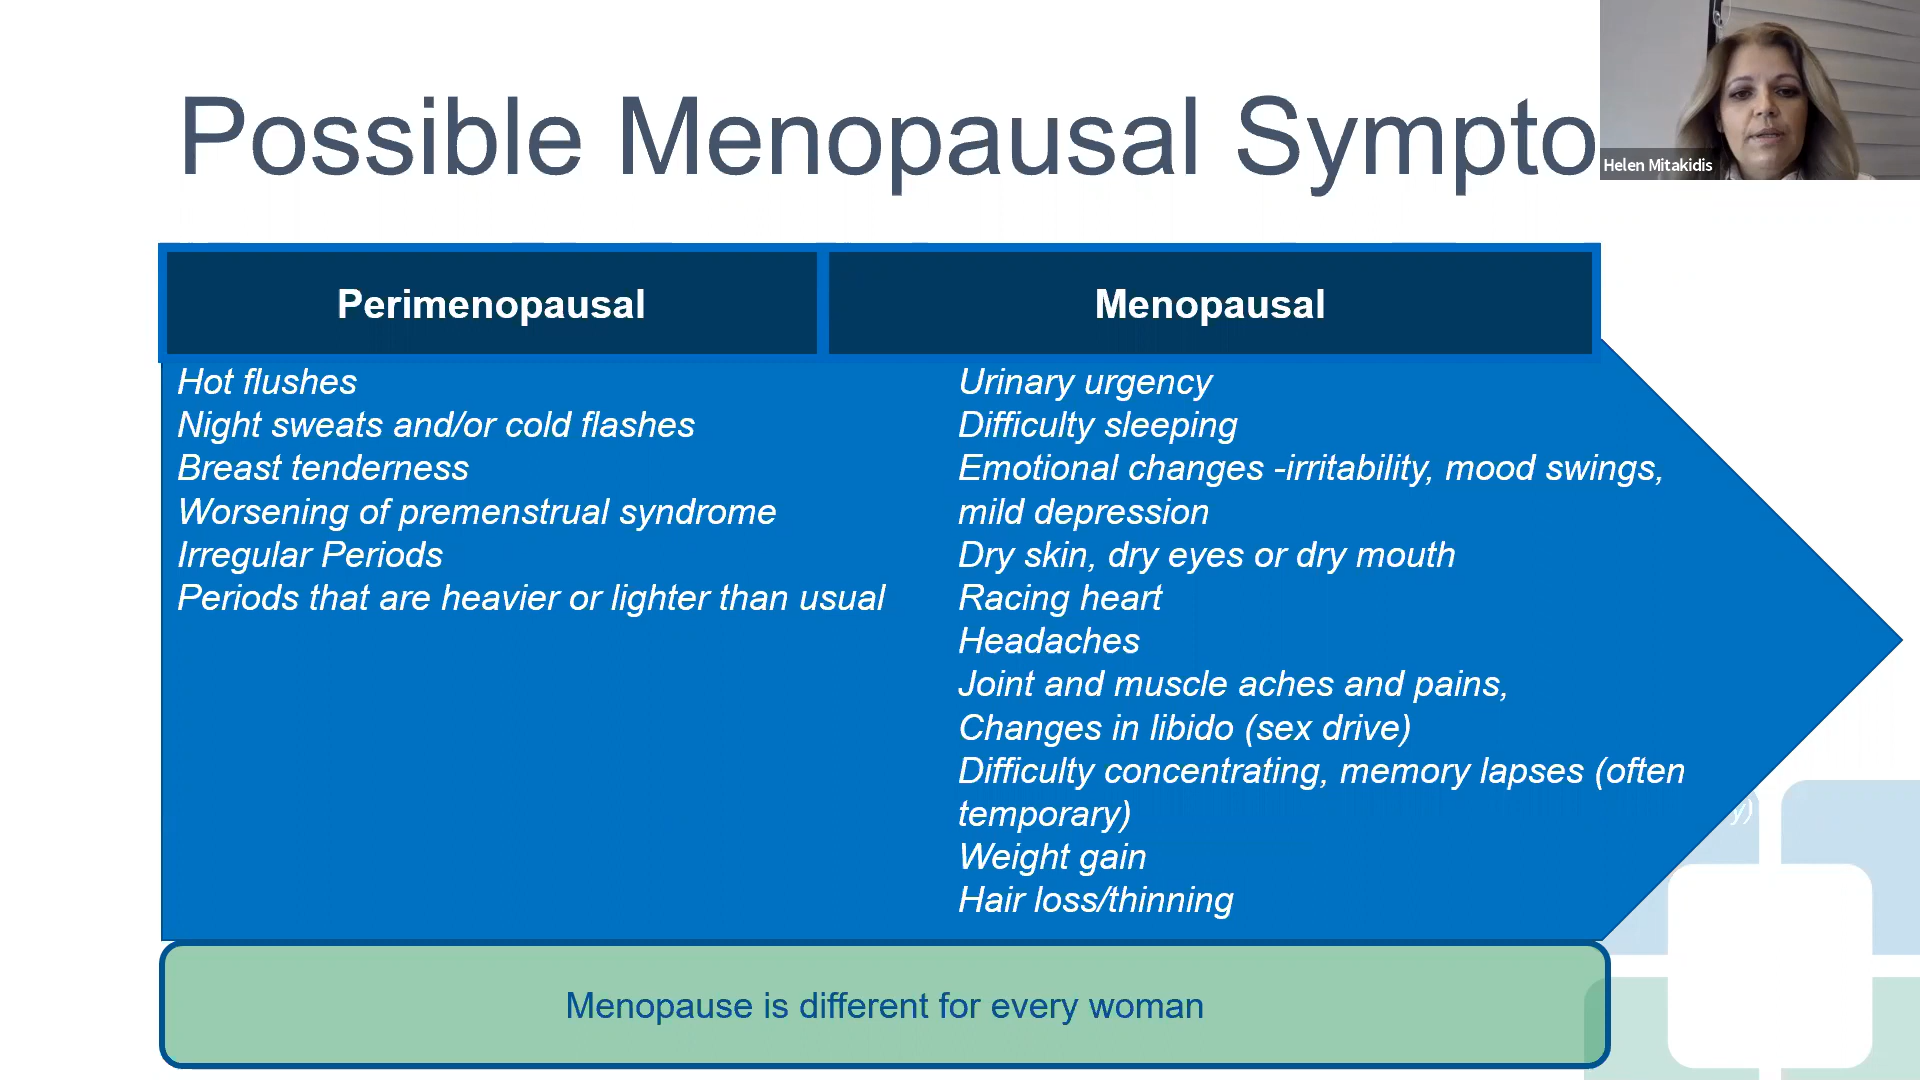 Possible Menopausal Sympto
Helen Mitakidis
Perimenopausal
Menopausal
Hot flushes
Night sweats and/or cold flashes
Breast tenderness
Worsening of premenstrual syndrome
Irregular Periods
Periods that are heavier or lighter than usual
Urinary urgency
Difficulty sleeping
Emotional changes -irritability, mood swings,
mild depression
Dry skin, dry eyes or dry mouth
Racing heart
Headaches
Joint and muscle aches and pains,
Changes in libido (sex drive)
Difficulty concentrating, memory lapses (often
temporary)
Weight gain
Hair loss/thinning
y)
Menopause is different for every woman